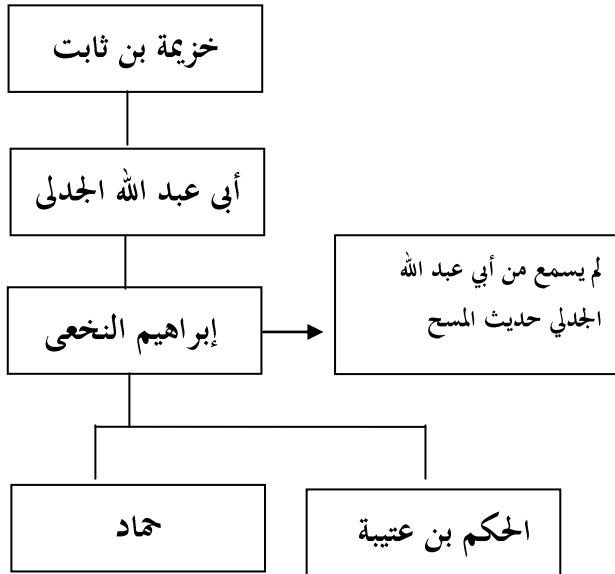 خزيمة بن ثابت
أبى عبد الله الجدلى
لم يسمع من أبي عبد الله
الجدلي حديث المسح
إبراهيم النخعى
الحكم بن عتيبة
حماد